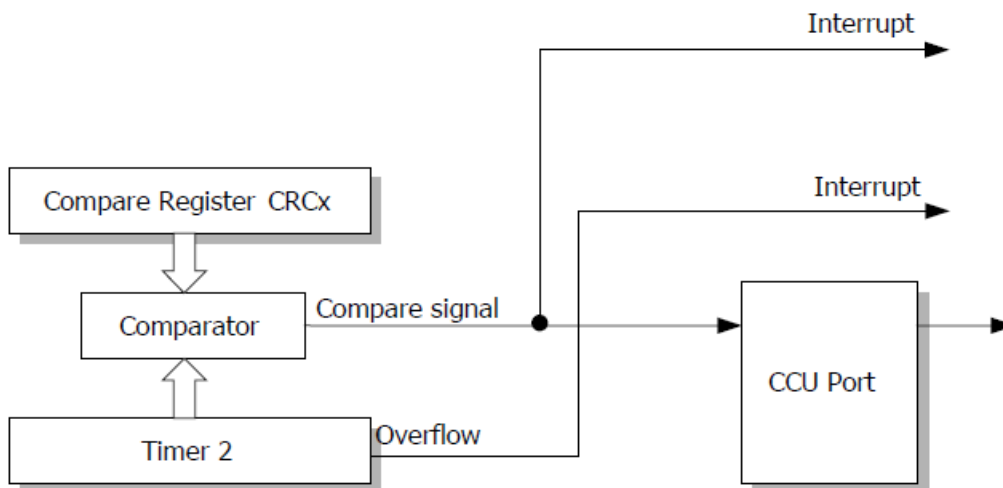 Interrupt
Interrupt
Compare Register CRCx
Compare signal
Comparator
CCU Port
Overflow
Timer 2